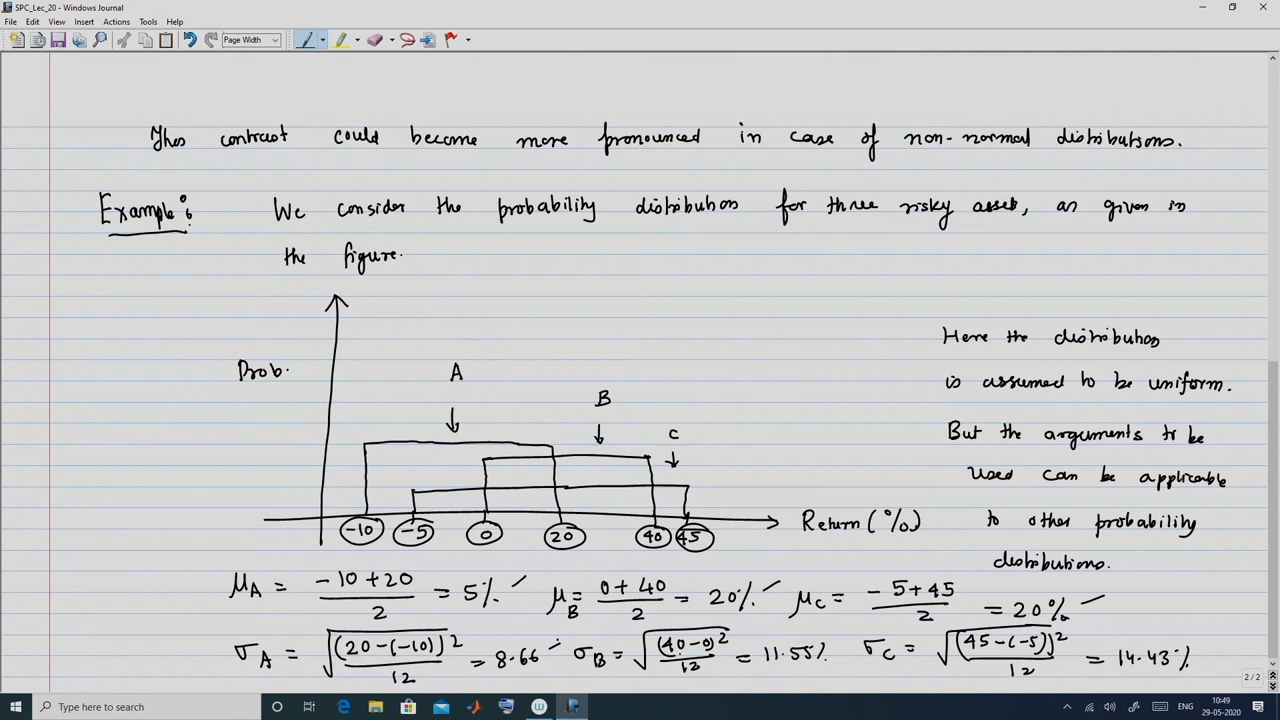 SPC_Lec_20 - Windows Journal
File Edit View Insert Actions Tools Help
Page Width
This contrast could become more pronounced in case of non-normal distributions.
Example: We consider the probability distribution for three risky asset, as given in
the figure.
Here the distribution
is assumed to be uniform.
But the arguments to be
used can be applicable
to other probability
distributions.
Prob.
A
B
C
-10 -5 0 20 40 45 Return (%)
μA = (-10+20)/2 = 5% μB = (0+40)/2 = 20% μC = (-5+45)/2 = 20%
σA = √((20-(-10))²/12) = 8.66 σB = √((40-0)²/12) = 11.55% σC = √((45-(-5))²/12) = 14.43%
2/2
Type here to search
ENG
10:49
29-05-2020